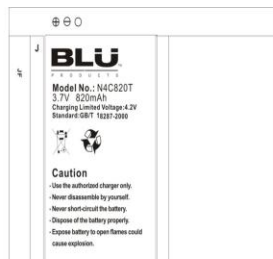 J
JF
BLU
PRODUCTS
Model No.: N4C820T
3.7V 820mAh
Charging Limited Voltage:4.2V
Standard:GB/T 18287-2000
Caution
-Use the authorized charger only.
-Never disassemble by yourself.
-Never short-circuit the battery.
-Dispose of the battery properly.
-Expose battery to open flames could
cause explosion.